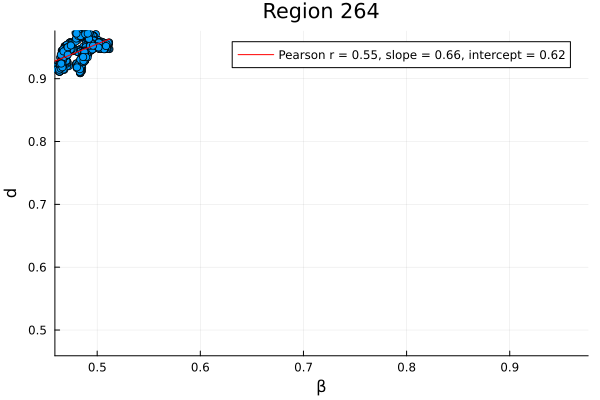 Region 264
Pearson r = 0.55, slope = 0.66, intercept = 0.62
d
0.9
0.8
0.7
0.6
0.5
0.5 0.6 0.7 0.8 0.9
β